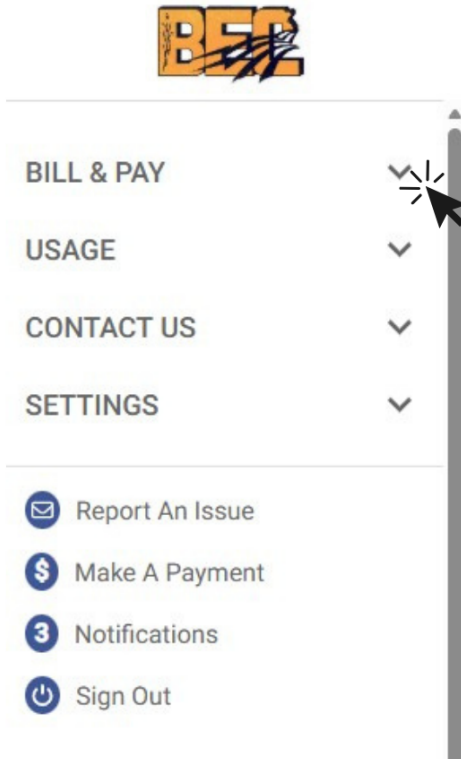 BEC
BILL & PAY
USAGE
CONTACT US
SETTINGS
Report An Issue
$ Make A Payment
3 Notifications
Sign Out